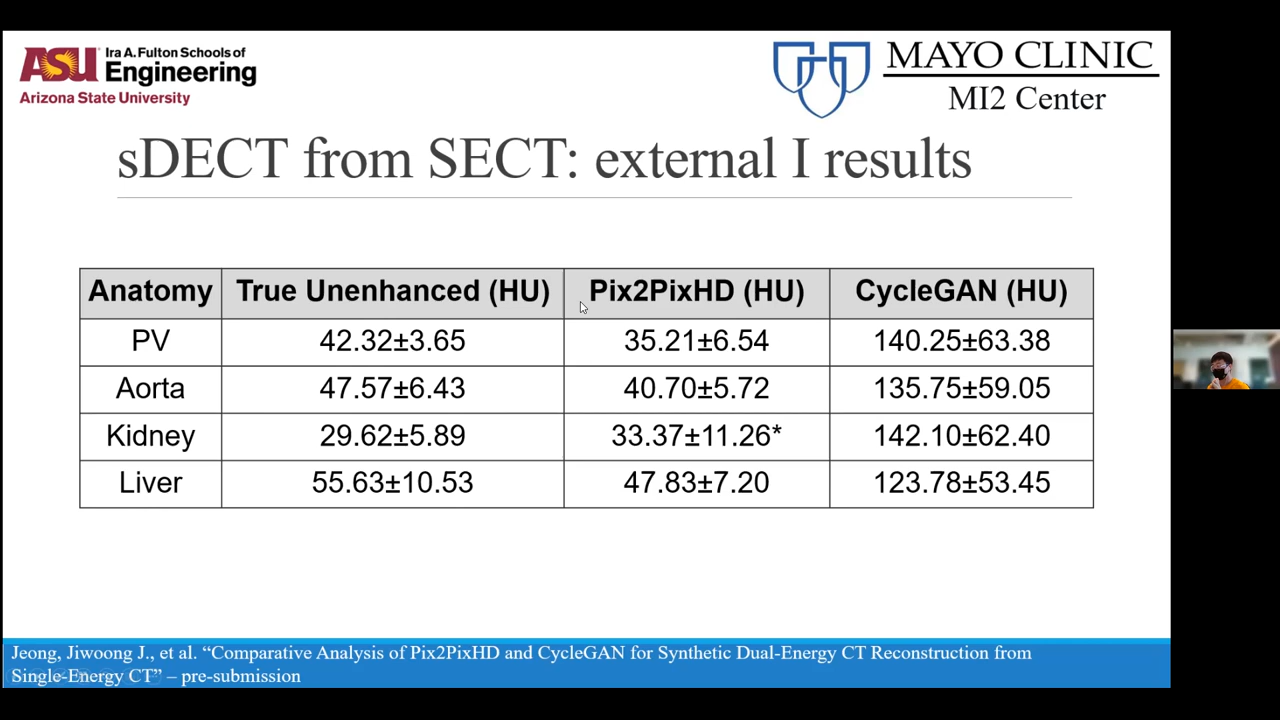 ASU Ira A. Fulton Schools of
Engineering
Arizona State University
MAYO CLINIC
MI2 Center
sDECT from SECT: external I results
Anatomy True Unenhanced (HU) Pix2PixHD (HU) CycleGAN (HU)
PV 42.32±3.65 35.21±6.54 140.25±63.38
Aorta 47.57±6.43 40.70±5.72 135.75±59.05
Kidney 29.62±5.89 33.37±11.26* 142.10±62.40
Liver 55.63±10.53 47.83±7.20 123.78±53.45
Jeong, Jiwoong J., et al. “Comparative Analysis of Pix2PixHD and CycleGAN for Synthetic Dual-Energy CT Reconstruction from
Single-Energy CT” – pre-submission